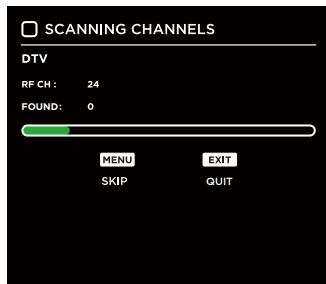 SCANNING CHANNELS
DTV
RF CH : 24
FOUND: 0
MENU EXIT
SKIP QUIT